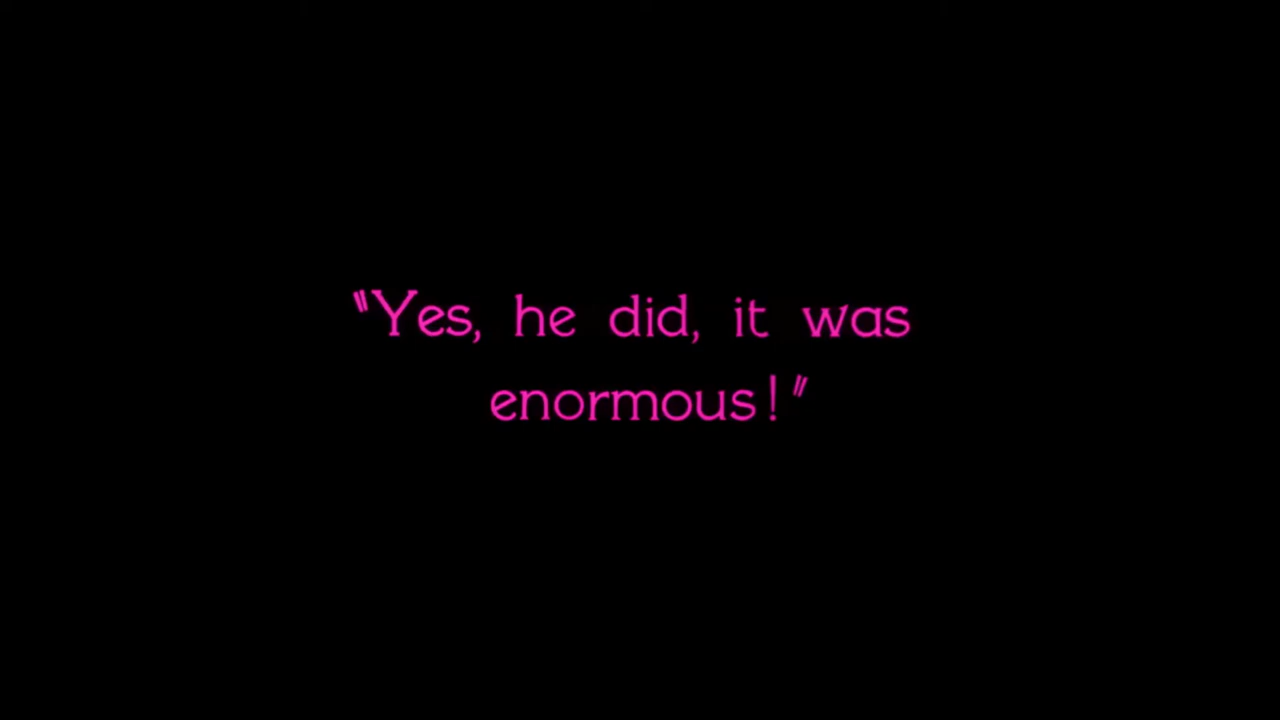 "Yes, he did, it was
enormous!"